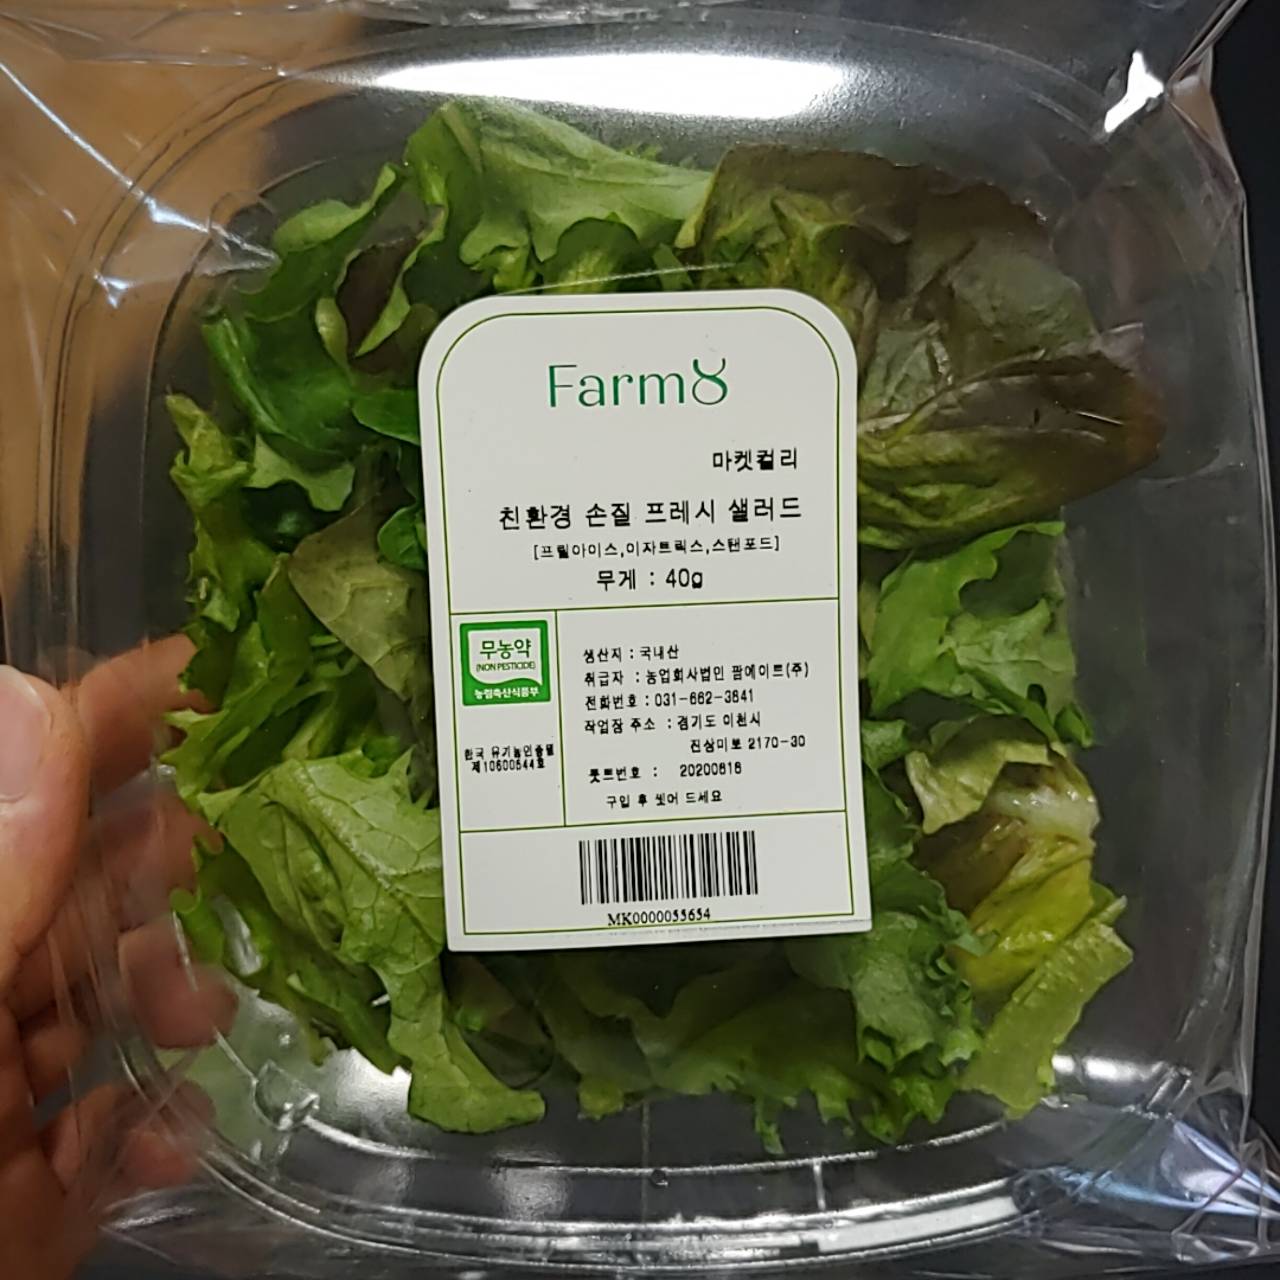 Farm8
마켓컬리
친환경 손질 프레시 샐러드
[프릴아이스,이자트릭스,스탠포드]
무게 : 40g
무농약
(NON PESTICIDE)
농림축산식품부
한국 유기농인증원
제10600544호
생산지 : 국내산
취급자 : 농업회사법인 팜에이트(주)
전화번호 : 031-662-3841
작업장 주소 : 경기도 이천시
진상미로 2170-30
롯트번호 : 20200818
구입 후 씻어 드세요
MK0000055654